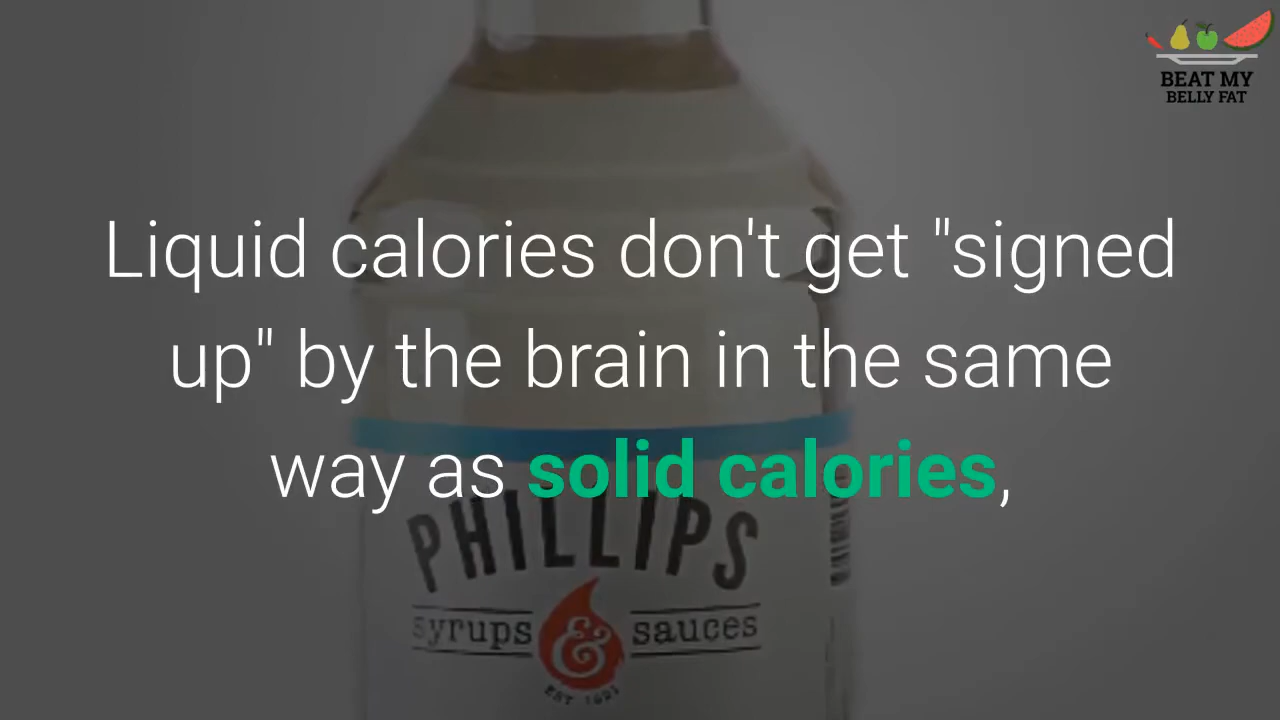 BEAT MY
BELLY FAT
Liquid calories don't get "signed
up" by the brain in the same
way as solid calories,
PHILLIPS
syrups & sauces